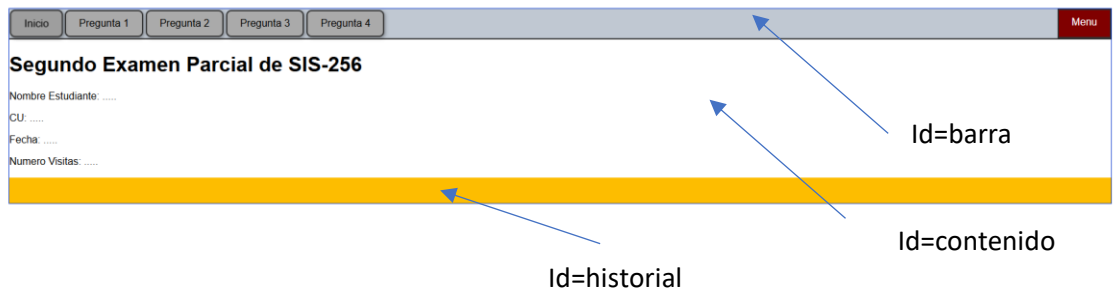 Inicio Pregunta 1 Pregunta 2 Pregunta 3 Pregunta 4 Menu
Segundo Examen Parcial de SIS-256
Nombre Estudiante: .....
CU: .....
Fecha: .....
Numero Visitas: .....
Id=barra
Id=contenido
Id=historial